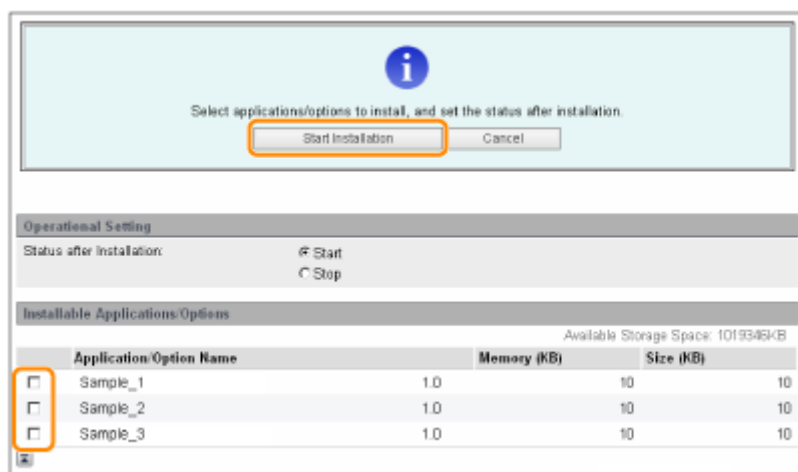 Select applications/options to install, and set the status after installation.
Start Installation Cancel
Operational Setting
Status after Installation: Start
Stop
Installable Applications/Options
Available Storage Space: 1019346KB
Application/Option Name Memory (KB) Size (KB)
Sample_1 1.0 10 10
Sample_2 1.0 10 10
Sample_3 1.0 10 10